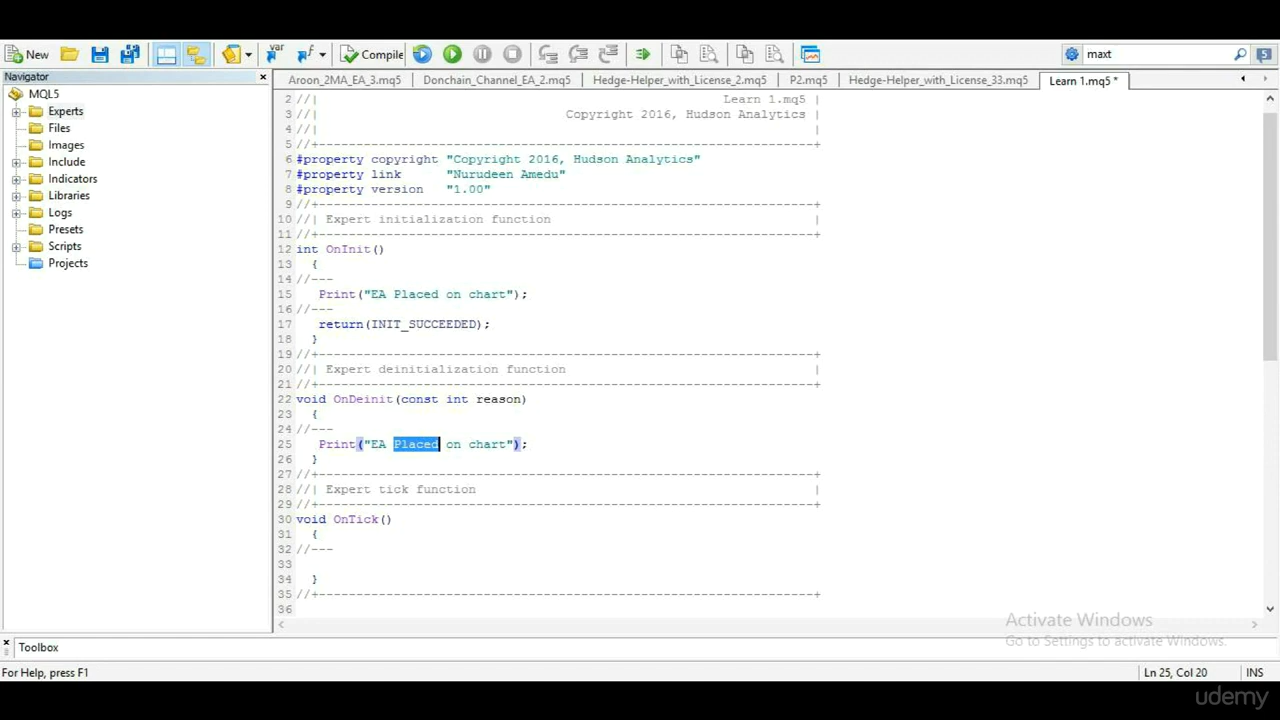 New
var
Compile
maxt
5
Navigator
Aroon_2MA_EA_3.mq5
Donchain_Channel_EA_2.mq5
Hedge-Helper_with_License_2.mq5
P2.mq5
Hedge-Helper_with_License_33.mq5
Learn 1.mq5 *
MQL5
Experts
Files
Images
Include
Indicators
Libraries
Logs
Presets
Scripts
Projects
2 //| Learn 1.mq5 |
3 //| Copyright 2016, Hudson Analytics |
4 //| |
5 //+------------------------------------------------------------------+
6 #property copyright "Copyright 2016, Hudson Analytics"
7 #property link "Nurudeen Amedu"
8 #property version "1.00"
9 //+------------------------------------------------------------------+
10 //| Expert initialization function |
11 //+------------------------------------------------------------------+
12 int OnInit()
13 {
14 //---
15 Print("EA Placed on chart");
16 //---
17 return(INIT_SUCCEEDED);
18 }
19 //+------------------------------------------------------------------+
20 //| Expert deinitialization function |
21 //+------------------------------------------------------------------+
22 void OnDeinit(const int reason)
23 {
24 //---
25 Print("EA Placed on chart");
26 }
27 //+------------------------------------------------------------------+
28 //| Expert tick function |
29 //+------------------------------------------------------------------+
30 void OnTick()
31 {
32 //---
33
34 }
35 //+------------------------------------------------------------------+
36
Activate Windows
Go to Settings to activate Windows.
Toolbox
For Help, press F1
Ln 25, Col 20
INS
udemy